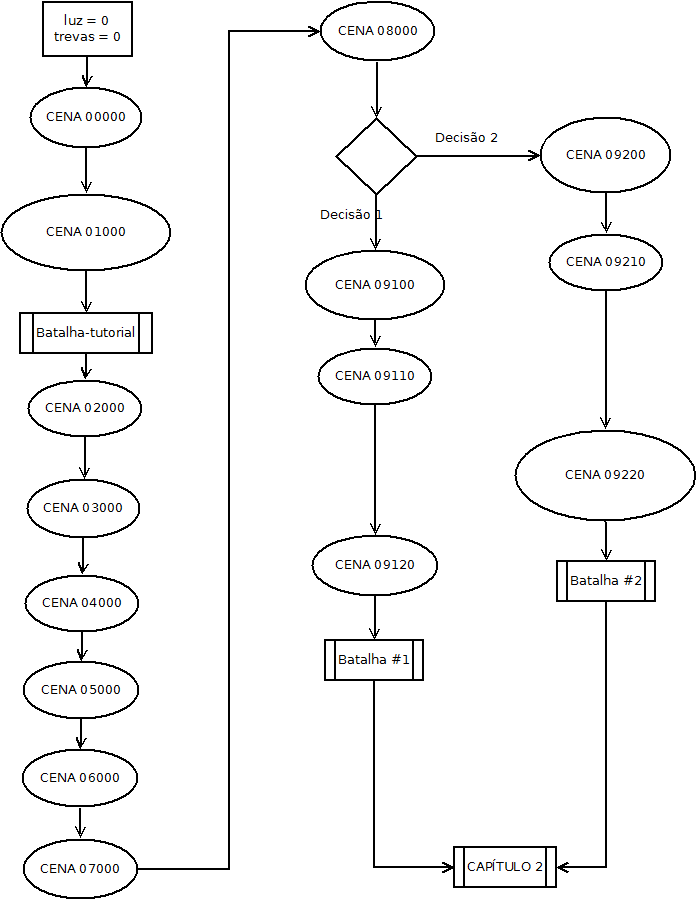 luz = 0
trevas = 0
CENA 00000
CENA 01000
Batalha-tutorial
CENA 02000
CENA 03000
CENA 04000
CENA 05000
CENA 06000
CENA 07000
CENA 08000
Decisão 1
CENA 09100
CENA 09110
CENA 09120
Batalha #1
Decisão 2
CENA 09200
CENA 09210
CENA 09220
Batalha #2
CAPÍTULO 2